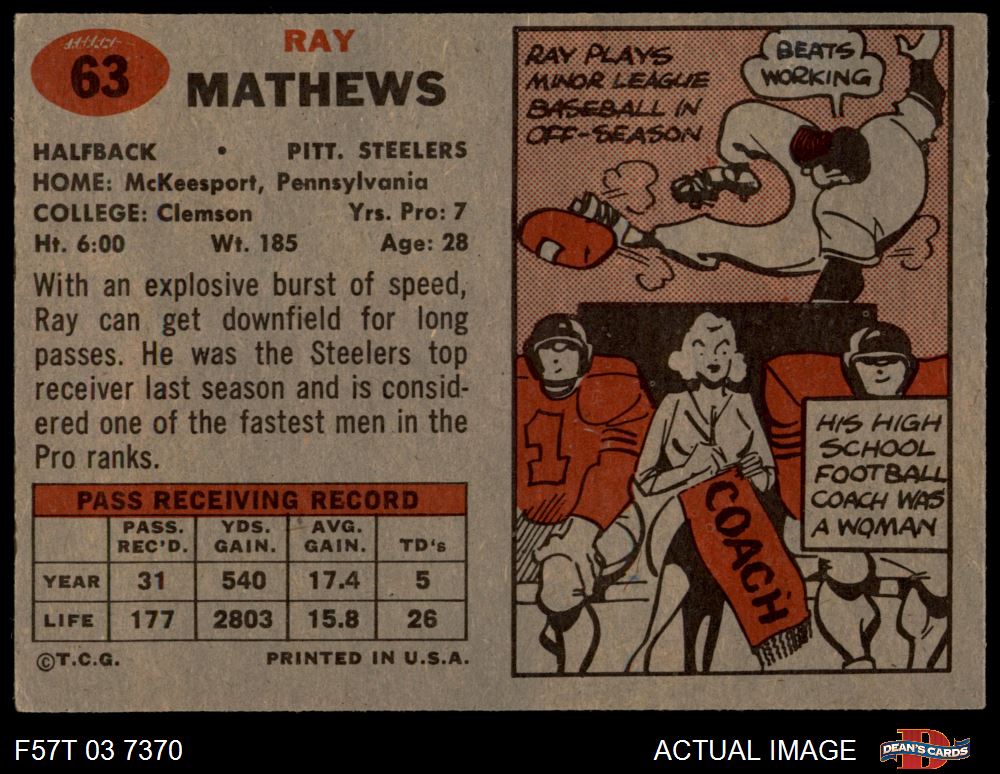 63
RAY
MATHEWS
HALFBACK • PITT. STEELERS
HOME: McKeesport, Pennsylvania
COLLEGE: Clemson Yrs. Pro: 7
Ht. 6:00 Wt. 185 Age: 28
With an explosive burst of speed,
Ray can get downfield for long
passes. He was the Steelers top
receiver last season and is consid-
ered one of the fastest men in the
Pro ranks.
PASS RECEIVING RECORD
PASS. REC'D. YDS. GAIN. AVG. GAIN. TD's
YEAR 31 540 17.4 5
LIFE 177 2803 15.8 26
©T.C.G. PRINTED IN U.S.A.
RAY PLAYS
MINOR LEAGUE
BASEBALL IN
OFF-SEASON
BEATS
WORKING
1
COACH
HIS HIGH
SCHOOL
FOOTBALL
COACH WAS
A WOMAN
F57T 03 7370 ACTUAL IMAGE DEAN'S CARDS